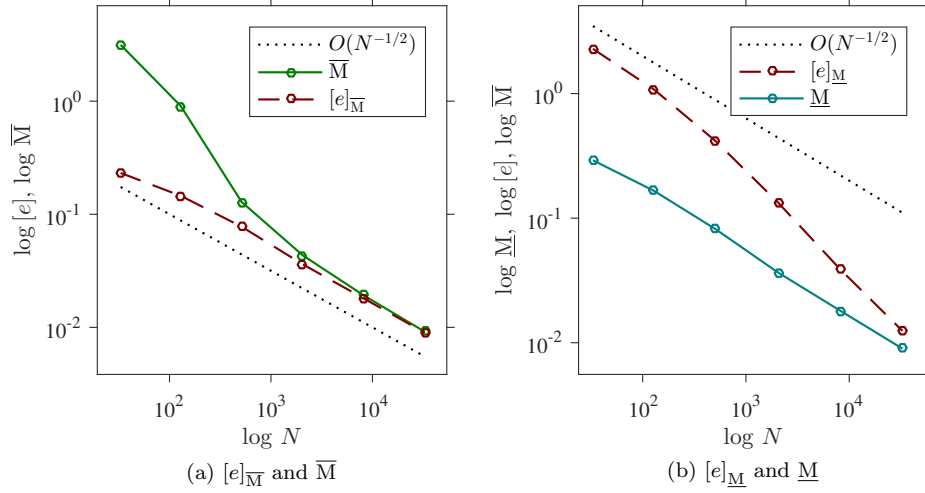 O(N^{-1/2})
M̅
[e]_M̅
10^0
10^{-1}
10^{-2}
log [e], log M̅
10^2
10^3
10^4
log N
(a) [e]_M̅ and M̅
O(N^{-1/2})
[e]_M̲
M̲
10^0
10^{-1}
10^{-2}
log M̲, log [e], log M̅
10^2
10^3
10^4
log N
(b) [e]_M̲ and M̲